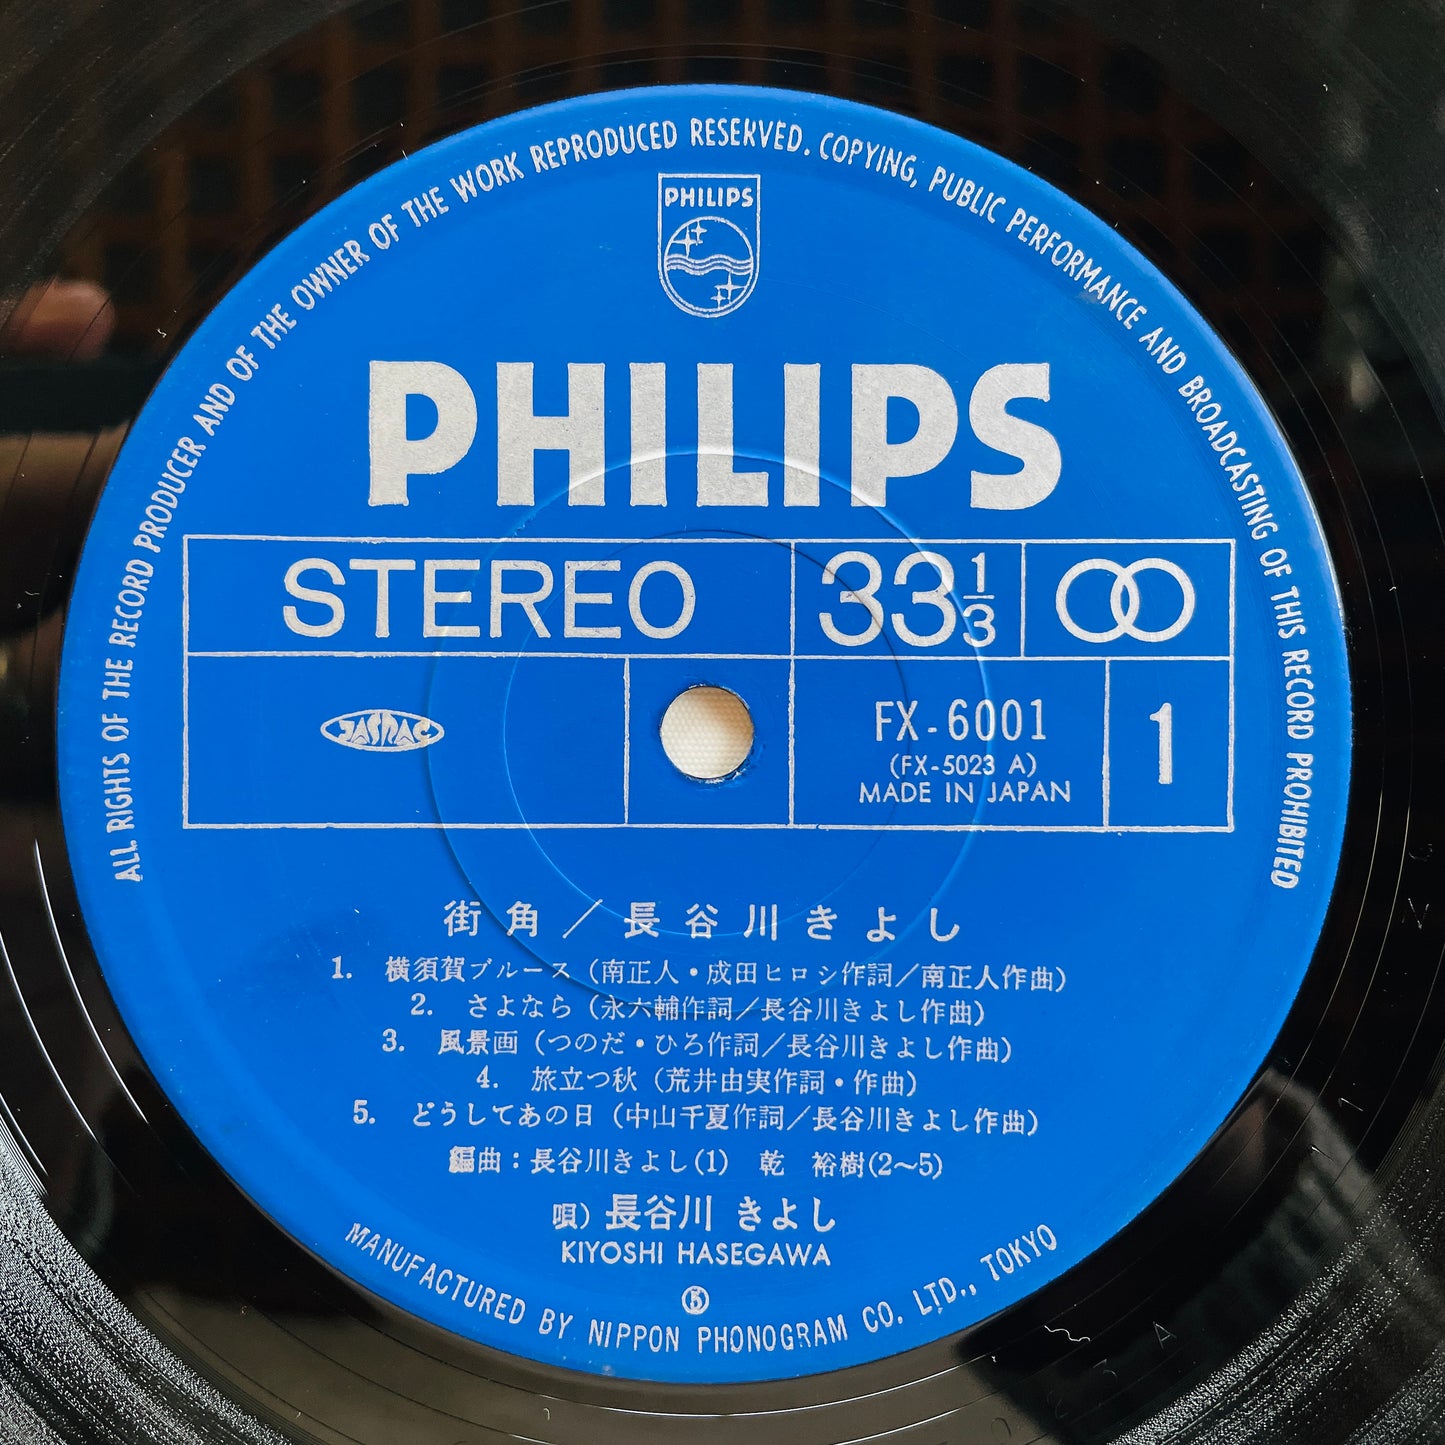 ALL RIGHTS OF THE RECORD PRODUCER AND OF THE OWNER OF THE WORK REPRODUCED RESERVED. COPYING, PUBLIC PERFORMANCE AND BROADCASTING OF THIS RECORD PROHIBITED
PHILIPS
PHILIPS
STEREO 33 1/3
JASRAC FX-6001 1
(FX-5023 A)
MADE IN JAPAN
街角／長谷川きよし
1. 横須賀ブルース（南正人・成田ヒロシ作詞／南正人作曲）
2. さよなら（永六輔作詞／長谷川きよし作曲）
3. 風景画（つのだ・ひろ作詞／長谷川きよし作曲）
4. 旅立つ秋（荒井由実作詞・作曲）
5. どうしてあの日（中山千夏作詞／長谷川きよし作曲）
編曲：長谷川きよし(1) 乾 裕樹(2～5)
唄）長谷川 きよし
KIYOSHI HASEGAWA
MANUFACTURED BY NIPPON PHONOGRAM CO. LTD., TOKYO